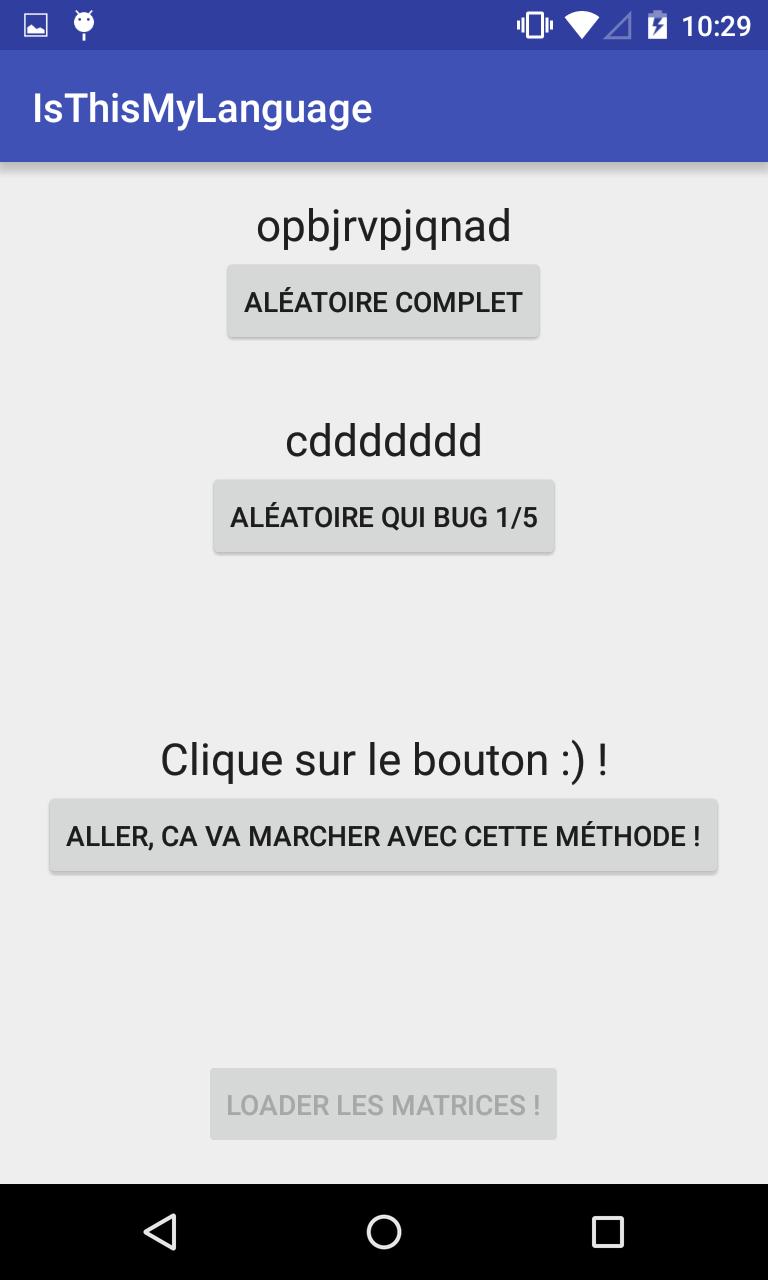 10:29
IsThisMyLanguage
opbjrvpjqnad
ALÉATOIRE COMPLET
cddddddd
ALÉATOIRE QUI BUG 1/5
Clique sur le bouton :) !
ALLER, CA VA MARCHER AVEC CETTE MÉTHODE !
LOADER LES MATRICES !